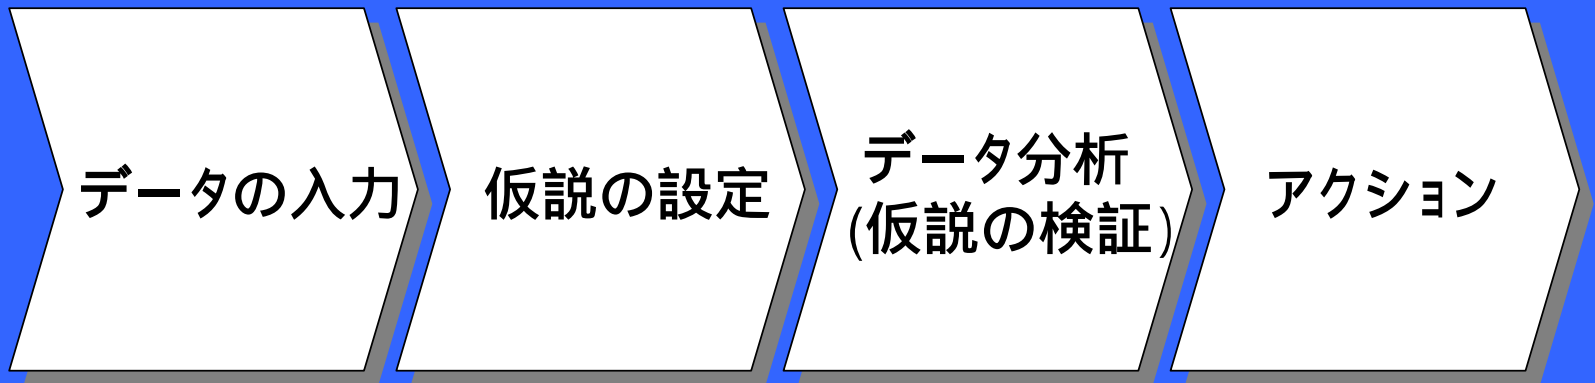 データの入力
仮説の設定
データ分析
(仮説の検証)
アクション